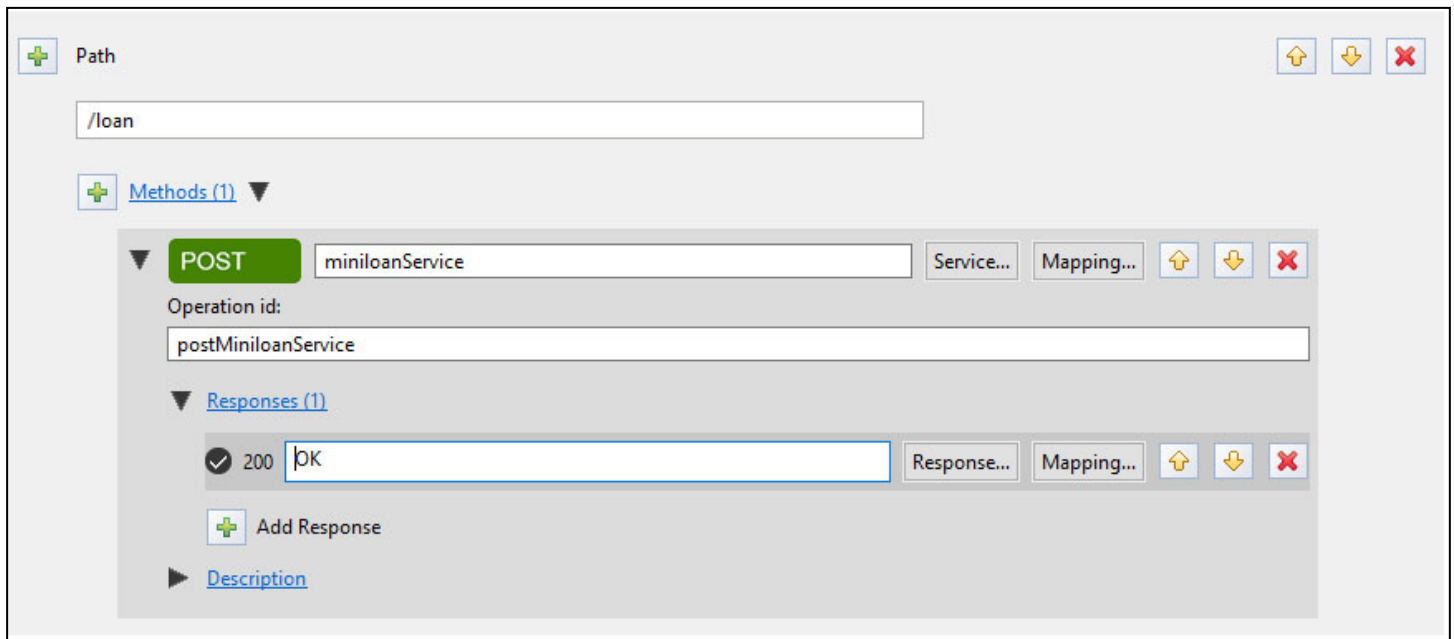 Path
/loan
Methods (1)
POST miniloanService Service... Mapping...
Operation id:
postMiniloanService
Responses (1)
200 OK Response... Mapping...
Add Response
Description